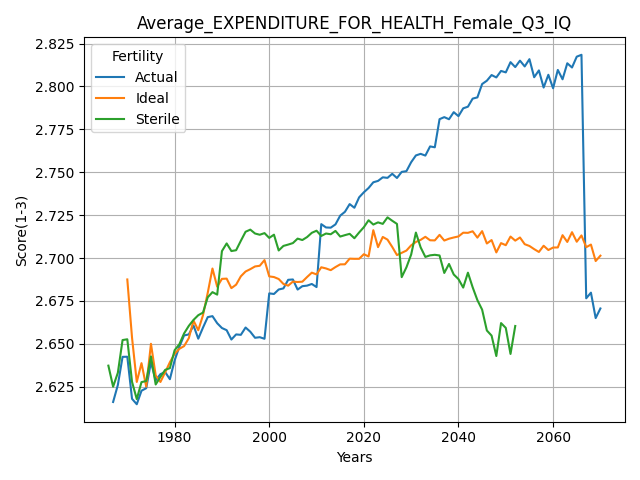 Average_EXPENDITURE_FOR_HEALTH_Female_Q3_IQ
Fertility
Actual
Ideal
Sterile
Score(1-3)
2.825
2.800
2.775
2.750
2.725
2.700
2.675
2.650
2.625
1980 2000 2020 2040 2060
Years